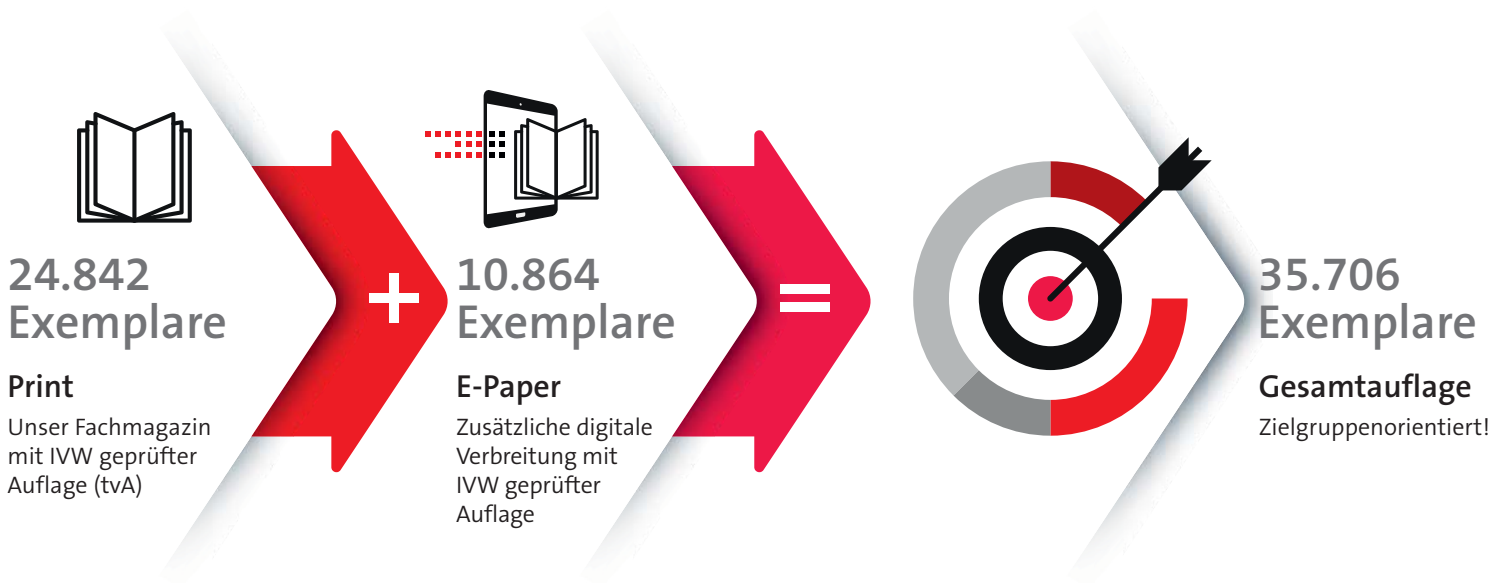 24.842
Exemplare
Print
Unser Fachmagazin
mit IVW geprüfter
Auflage (tvA)
+
10.864
Exemplare
E-Paper
Zusätzliche digitale
Verbreitung mit
IVW geprüfter
Auflage
=
35.706
Exemplare
Gesamtauflage
Zielgruppenorientiert!